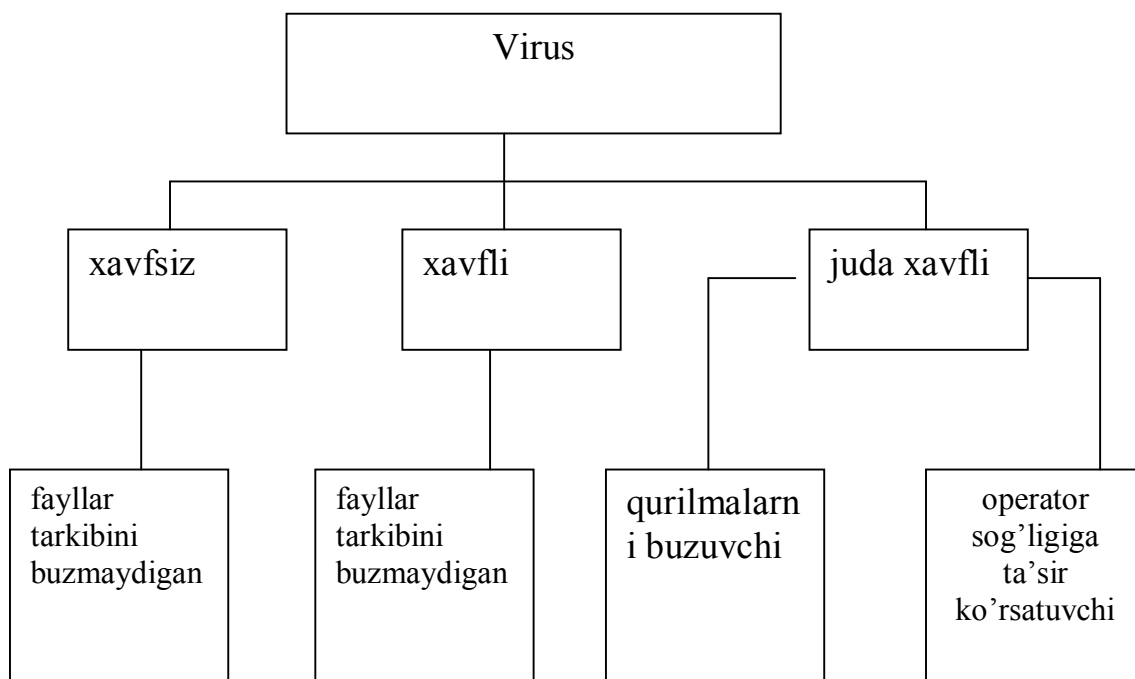 Virus
xavfsiz
xavfli
juda xavfli
fayllar
tarkibini
buzmaydigan
fayllar
tarkibini
buzmaydigan
qurilmalarn
i buzuvchi
operator
sog’ligiga
ta’sir
ko’rsatuvchi